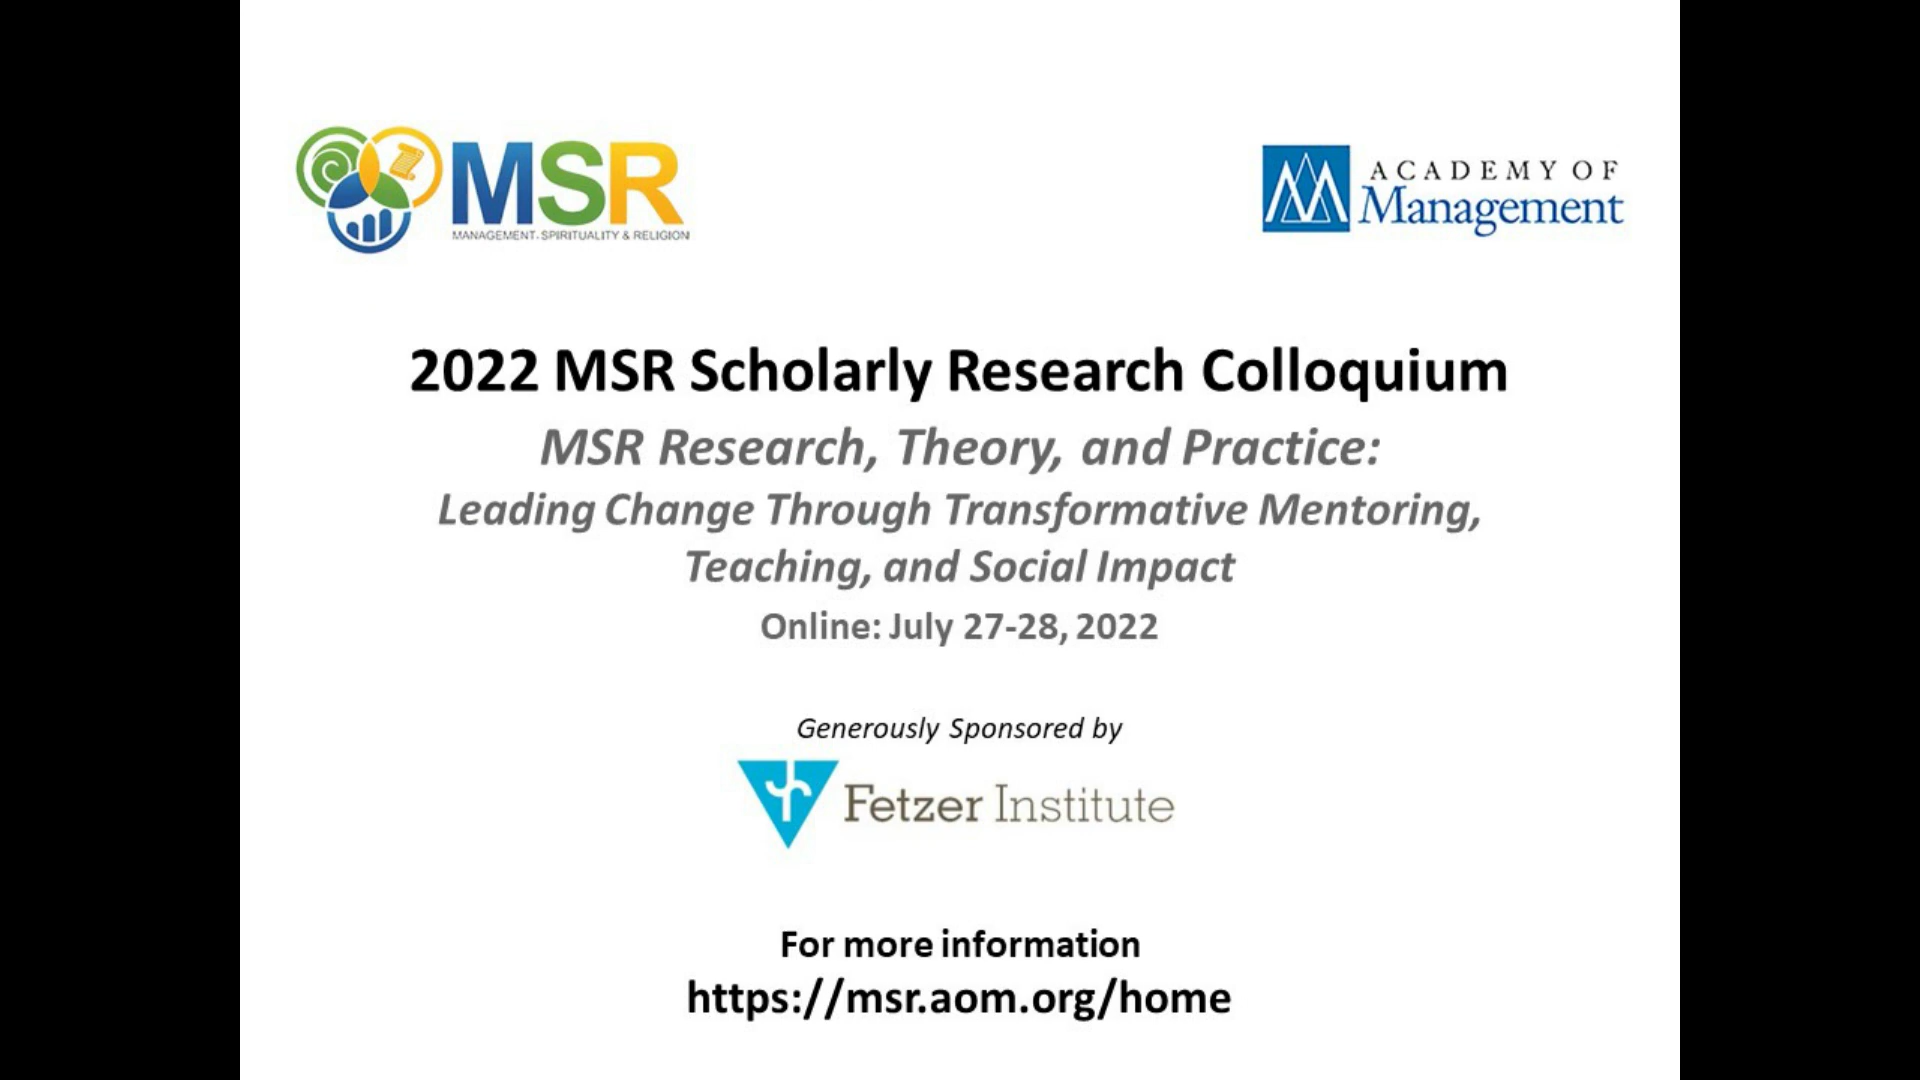 MSR
MANAGEMENT, SPIRITUALITY & RELIGION
ACADEMY OF
Management
2022 MSR Scholarly Research Colloquium
MSR Research, Theory, and Practice:
Leading Change Through Transformative Mentoring,
Teaching, and Social Impact
Online: July 27-28, 2022
Generously Sponsored by
Fetzer Institute
For more information
https://msr.aom.org/home